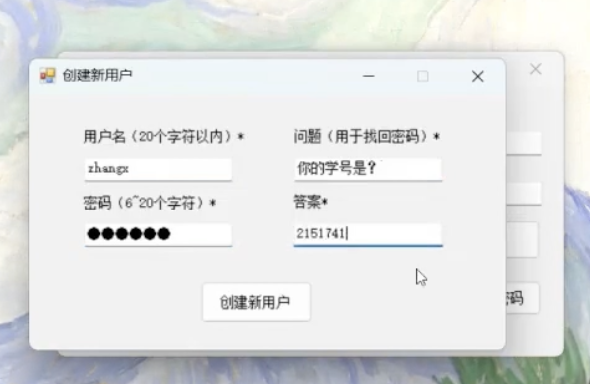 创建新用户
用户名（20个字符以内）*
问题（用于找回密码）*
zhangx
你的学号是？
密码（6~20个字符）*
答案*
●●●●●●
2151741
创建新用户
密码